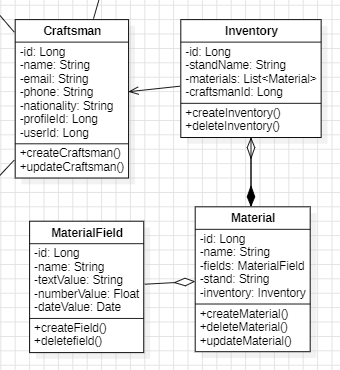 Craftsman
-id: Long
-name: String
-email: String
-phone: String
-nationality: String
-profileId: Long
-userId: Long
+createCraftsman()
+updateCraftsman()
Inventory
-id: Long
-standName: String
-materials: List<Material>
-craftsmanId: Long
+createInventory()
+deleteInventory()
MaterialField
-id: Long
-name: String
-textValue: String
-numberValue: Float
-dateValue: Date
+createField()
+deletefield()
Material
-id: Long
-name: String
-fields: MaterialField
-stand: String
-inventory: Inventory
+createMaterial()
+deleteMaterial()
+updateMaterial()